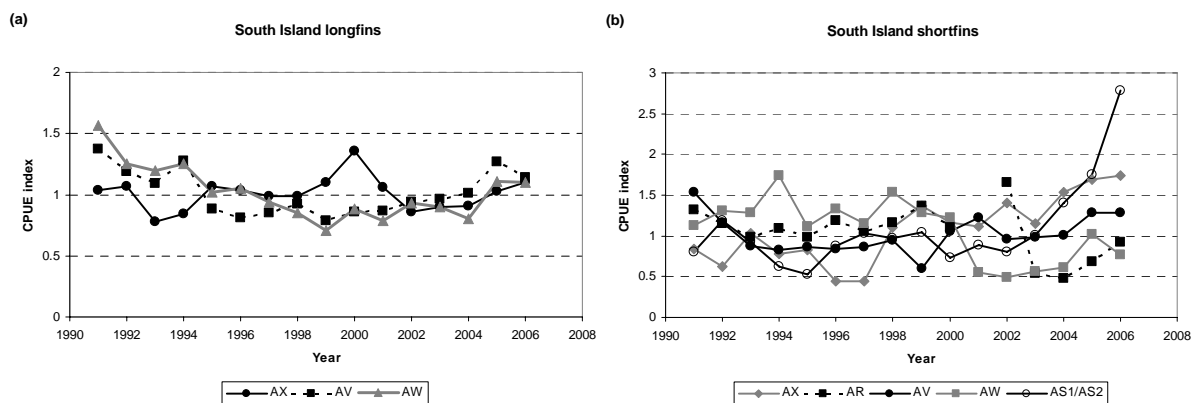 (a)
South Island longfins
2
1.5
1
0.5
0
CPUE index
1990 1992 1994 1996 1998 2000 2002 2004 2006 2008
Year
AX AV AW
(b)
South Island shortfins
3
2.5
2
1.5
1
0.5
0
CPUE index
1990 1992 1994 1996 1998 2000 2002 2004 2006 2008
Year
AX AR AV AW AS1/AS2